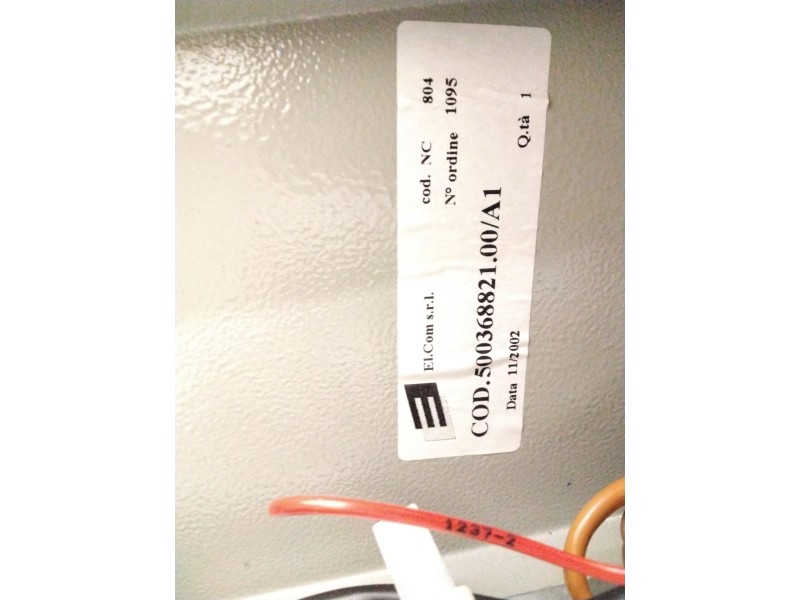 El.Com s.r.l. cod. NC 804
N° ordine 1095
COD.500368821.00/A1
Data 11/2002 Q.tà 1
1237-2